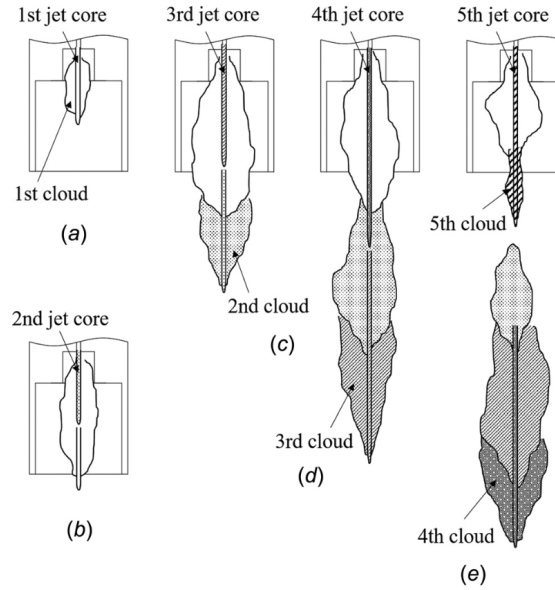 1st jet core
3rd jet core
4th jet core
5th jet core
1st cloud
(a)
5th cloud
2nd cloud
2nd jet core
(c)
3rd cloud
(b)
(d)
4th cloud
(e)